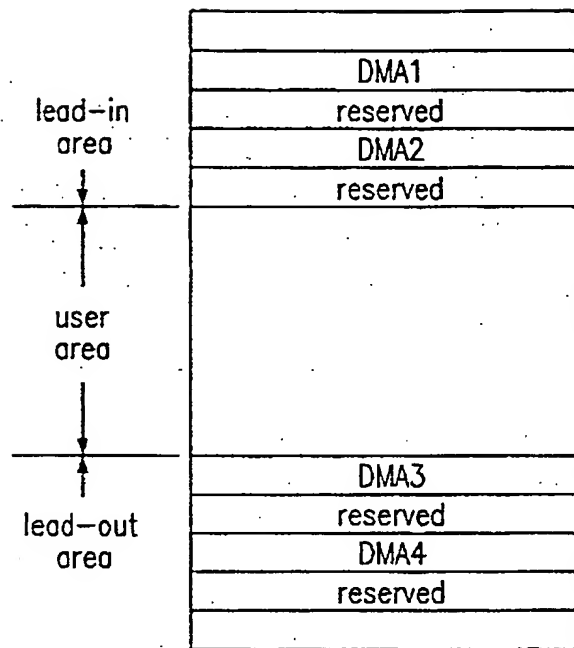 DMA1
reserved
DMA2
reserved
lead-in
area
user
area
DMA3
reserved
DMA4
reserved
lead-out
area